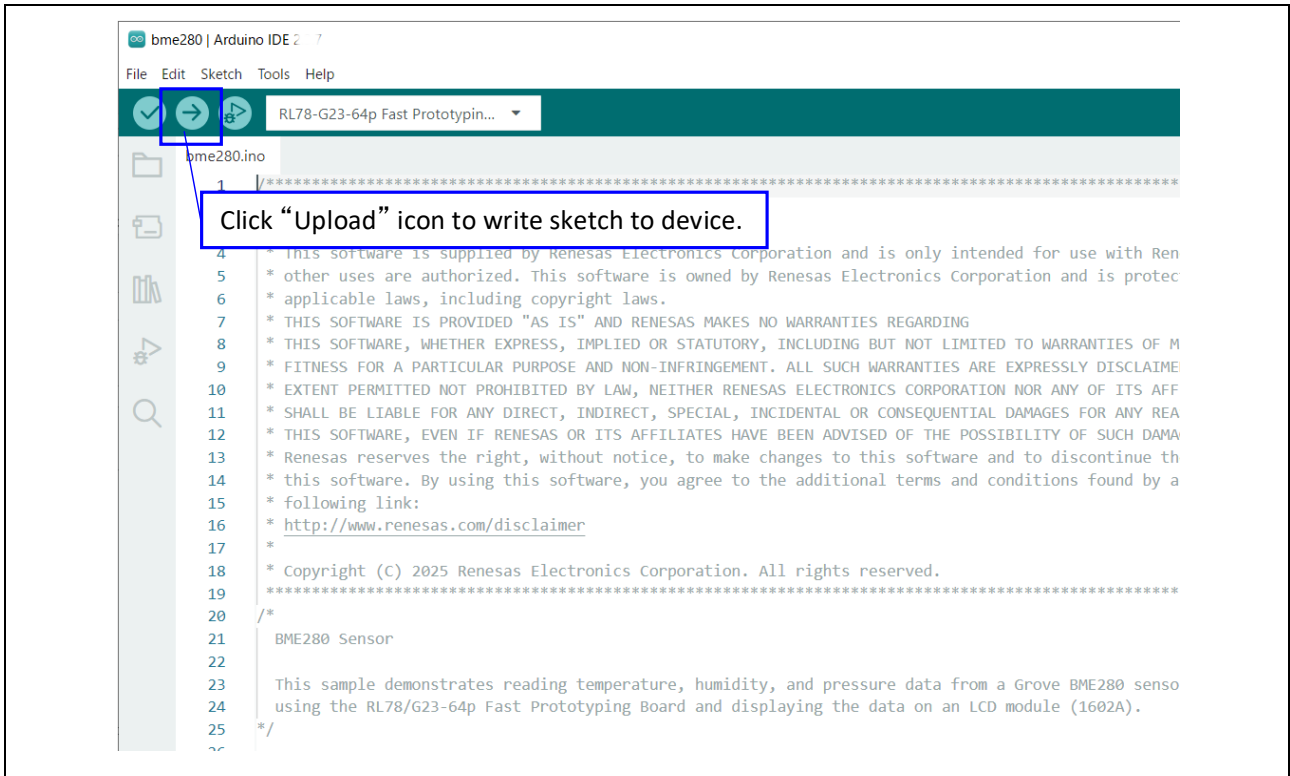 bme280 | Arduino IDE 2
File Edit Sketch Tools Help
RL78-G23-64p Fast Prototypin...
bme280.ino
1 /****************************************************************************************************
Click “Upload” icon to write sketch to device.
4 * This software is supplied by Renesas Electronics Corporation and is only intended for use with Ren
5 * other uses are authorized. This software is owned by Renesas Electronics Corporation and is protec
6 * applicable laws, including copyright laws.
7 * THIS SOFTWARE IS PROVIDED "AS IS" AND RENESAS MAKES NO WARRANTIES REGARDING
8 * THIS SOFTWARE, WHETHER EXPRESS, IMPLIED OR STATUTORY, INCLUDING BUT NOT LIMITED TO WARRANTIES OF M
9 * FITNESS FOR A PARTICULAR PURPOSE AND NON-INFRINGEMENT. ALL SUCH WARRANTIES ARE EXPRESSLY DISCLAIME
10 * EXTENT PERMITTED NOT PROHIBITED BY LAW, NEITHER RENESAS ELECTRONICS CORPORATION NOR ANY OF ITS AFF
11 * SHALL BE LIABLE FOR ANY DIRECT, INDIRECT, SPECIAL, INCIDENTAL OR CONSEQUENTIAL DAMAGES FOR ANY REA
12 * THIS SOFTWARE, EVEN IF RENESAS OR ITS AFFILIATES HAVE BEEN ADVISED OF THE POSSIBILITY OF SUCH DAMA
13 * Renesas reserves the right, without notice, to make changes to this software and to discontinue th
14 * this software. By using this software, you agree to the additional terms and conditions found by a
15 * following link:
16 * http://www.renesas.com/disclaimer
17 *
18 * Copyright (C) 2025 Renesas Electronics Corporation. All rights reserved.
19 ****************************************************************************************************
20 /*
21 BME280 Sensor
22
23 This sample demonstrates reading temperature, humidity, and pressure data from a Grove BME280 senso
24 using the RL78/G23-64p Fast Prototyping Board and displaying the data on an LCD module (1602A).
25 */